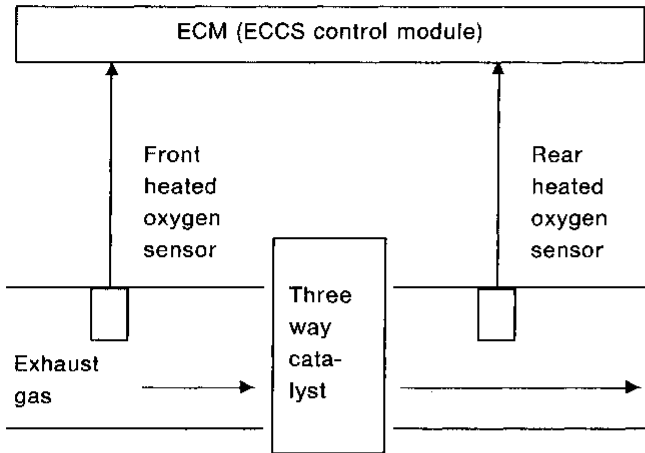 ECM (ECCS control module)
Front
heated
oxygen
sensor
Rear
heated
oxygen
sensor
Three
way
cata-
lyst
Exhaust
gas